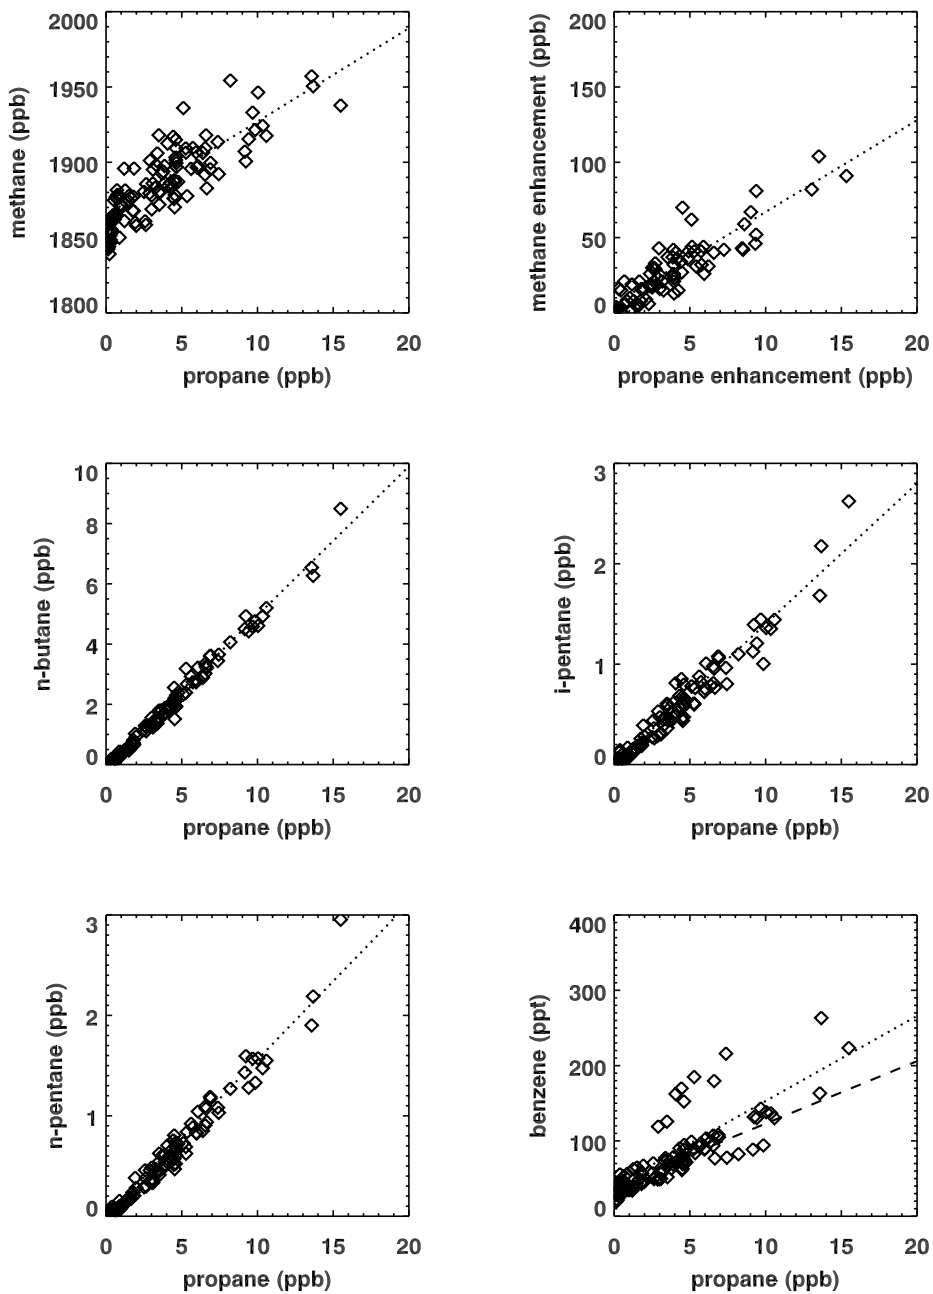 2000
1950
1900
1850
1800
methane (ppb)
0 5 10 15 20
propane (ppb)
200
150
100
50
0
methane enhancement (ppb)
0 5 10 15 20
propane enhancement (ppb)
10
8
6
4
2
0
n-butane (ppb)
0 5 10 15 20
propane (ppb)
3
2
1
0
i-pentane (ppb)
0 5 10 15 20
propane (ppb)
3
2
1
0
n-pentane (ppb)
0 5 10 15 20
propane (ppb)
400
300
200
100
0
benzene (ppt)
0 5 10 15 20
propane (ppb)